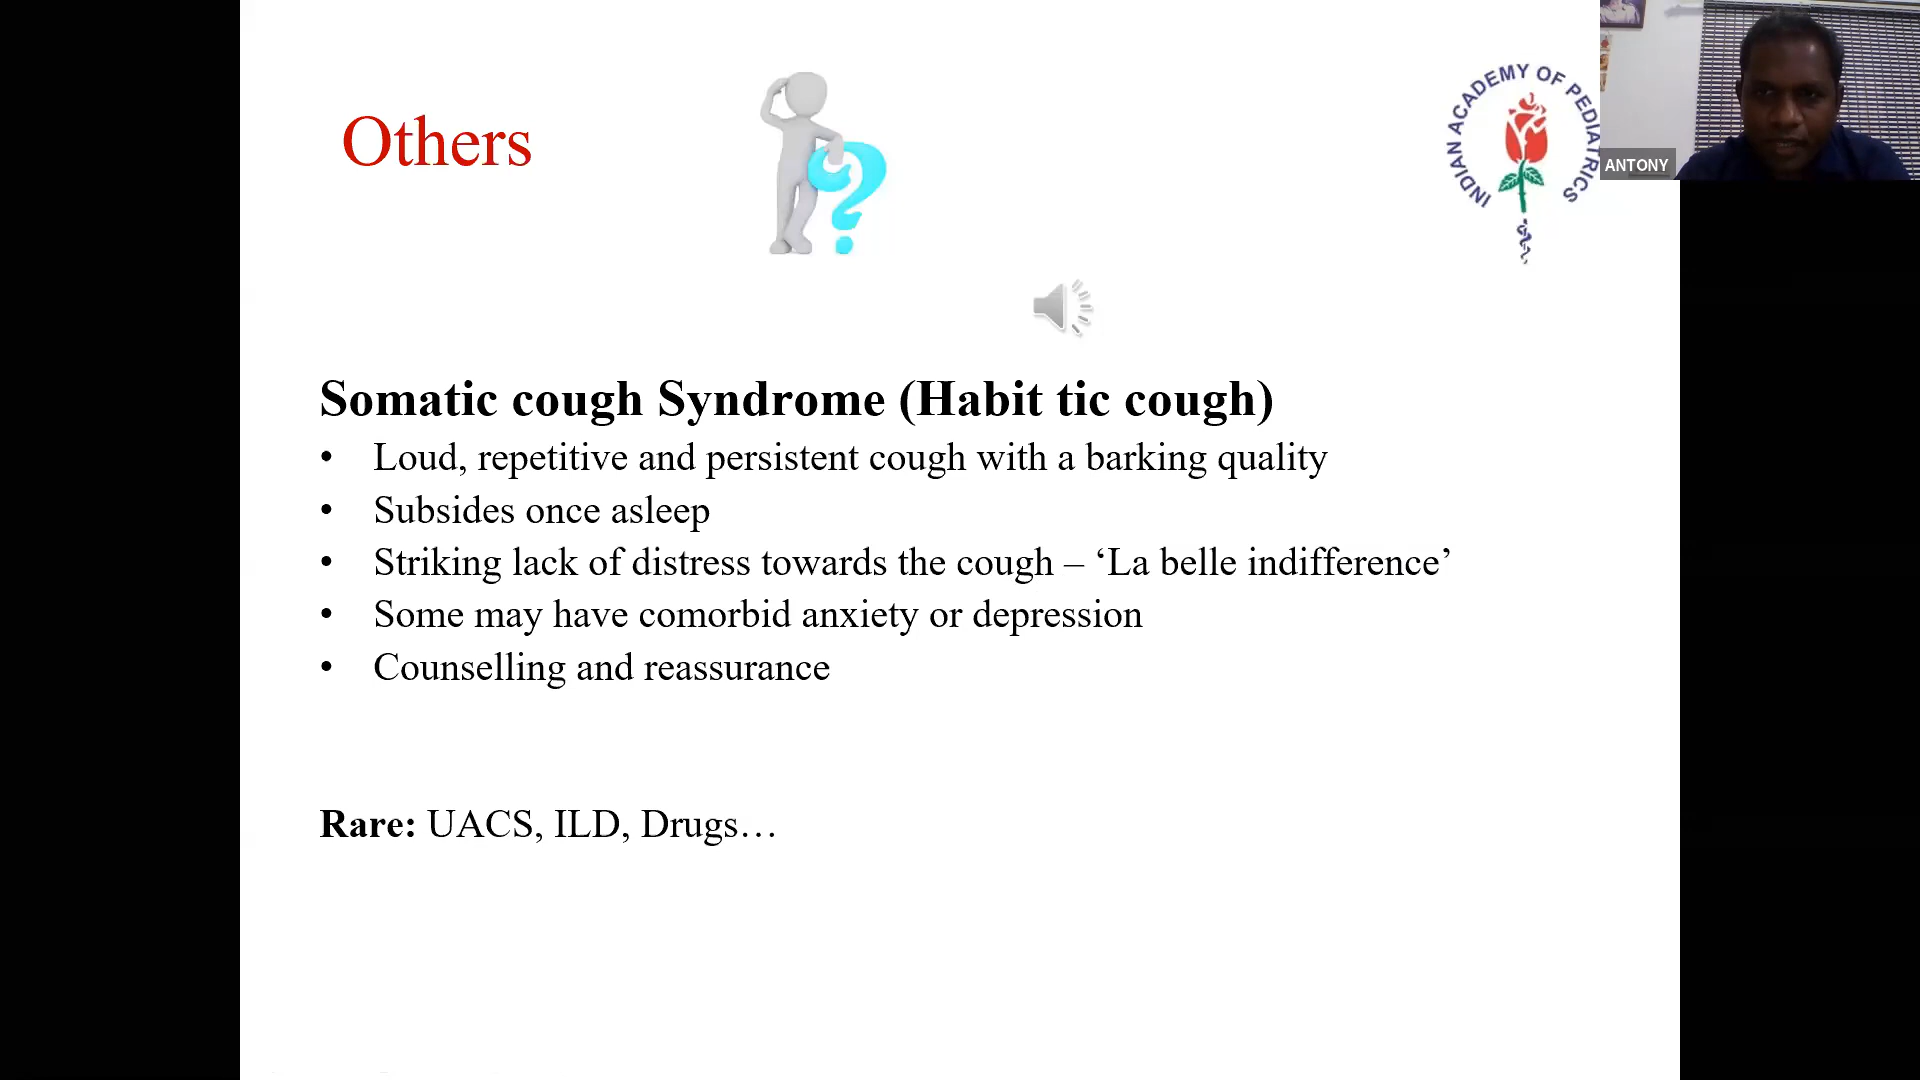 Others
INDIAN ACADEMY OF PEDIATRICS
ANTONY
Somatic cough Syndrome (Habit tic cough)
• Loud, repetitive and persistent cough with a barking quality
• Subsides once asleep
• Striking lack of distress towards the cough – ‘La belle indifference’
• Some may have comorbid anxiety or depression
• Counselling and reassurance
Rare: UACS, ILD, Drugs…